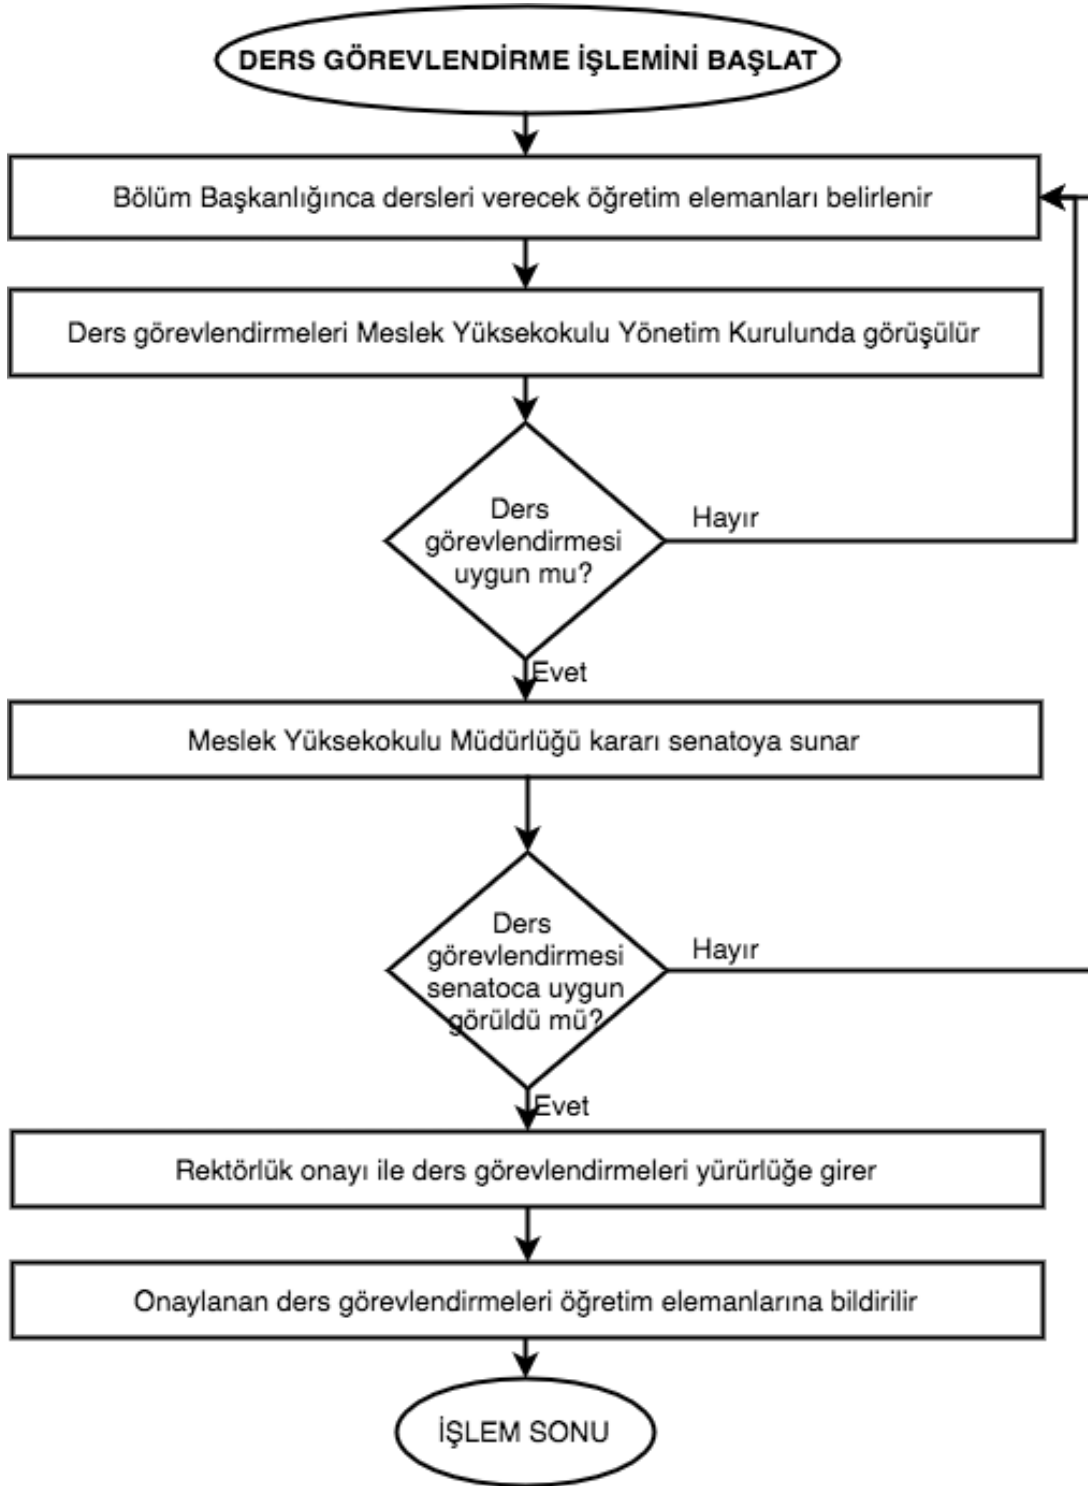 DERS GÖREVLENDİRME İŞLEMİNİ BAŞLAT
Bölüm Başkanlığınca dersleri verecek öğretim elemanları belirlenir
Ders görevlendirmeleri Meslek Yüksekokulu Yönetim Kurulunda görüşülür
Ders
görevlendirmesi
uygun mu?
Hayır
Evet
Meslek Yüksekokulu Müdürlüğü kararı senatoya sunar
Ders
görevlendirmesi
senatoca uygun
görüldü mü?
Hayır
Evet
Rektörlük onayı ile ders görevlendirmeleri yürürlüğe girer
Onaylanan ders görevlendirmeleri öğretim elemanlarına bildirilir
İŞLEM SONU